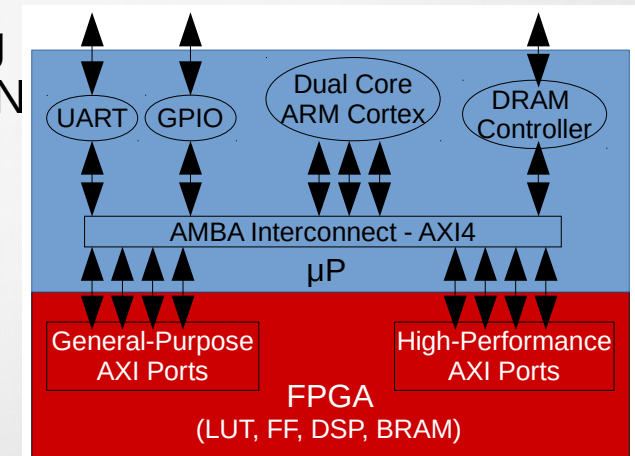 UART
GPIO
Dual Core
ARM Cortex
DRAM
Controller
AMBA Interconnect - AXI4
µP
General-Purpose
AXI Ports
High-Performance
AXI Ports
FPGA
(LUT, FF, DSP, BRAM)